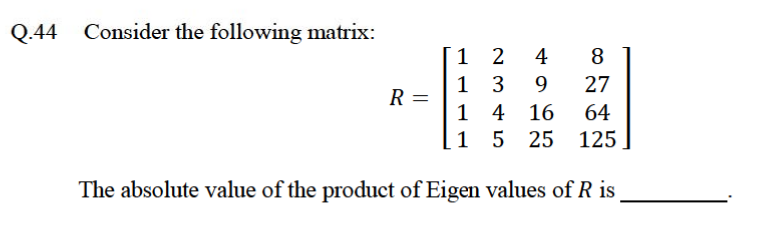 Q.44 Consider the following matrix:
R = [1 2 4 8
1 3 9 27
1 4 16 64
1 5 25 125]
The absolute value of the product of Eigen values of R is ________.